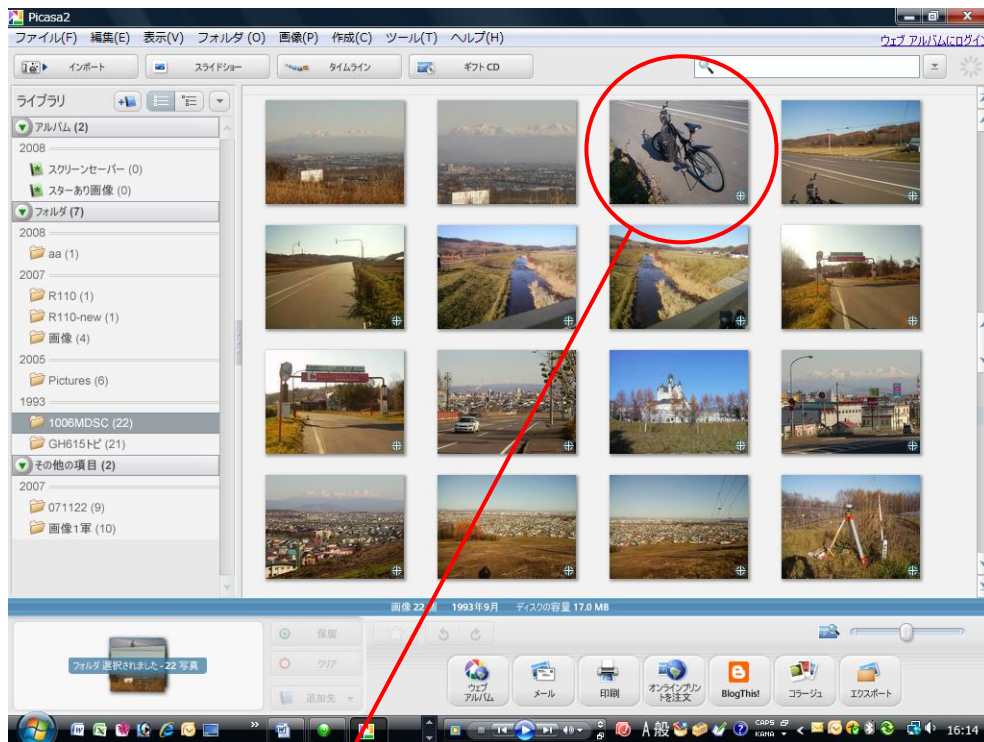 Picasa2
ファイル(F) 編集(E) 表示(V) フォルダ (O) 画像(P) 作成(C) ツール(T) ヘルプ(H)
ウェブ アルバムにログイン
インポート スライドショー タイムライン ギフト CD
ライブラリ
アルバム (2)
2008
スクリーンセーバー (0)
スターあり画像 (0)
フォルダ (7)
2008
aa (1)
2007
R110 (1)
R110-new (1)
画像 (4)
2005
Pictures (6)
1993
1006MDSC (22)
GH615トピ (21)
その他の項目 (2)
2007
071122 (9)
画像1軍 (10)
画像 22 1993年9月 ディスクの容量 17.0 MB
フォルダ 選択されました - 22 写真
保留
クリア
追加先
ウェブ
アルバム
メール
印刷
オンラインプリン
トを注文
BlogThis!
コラージュ
エクスポート
A 般 CAPS KANA 16:14